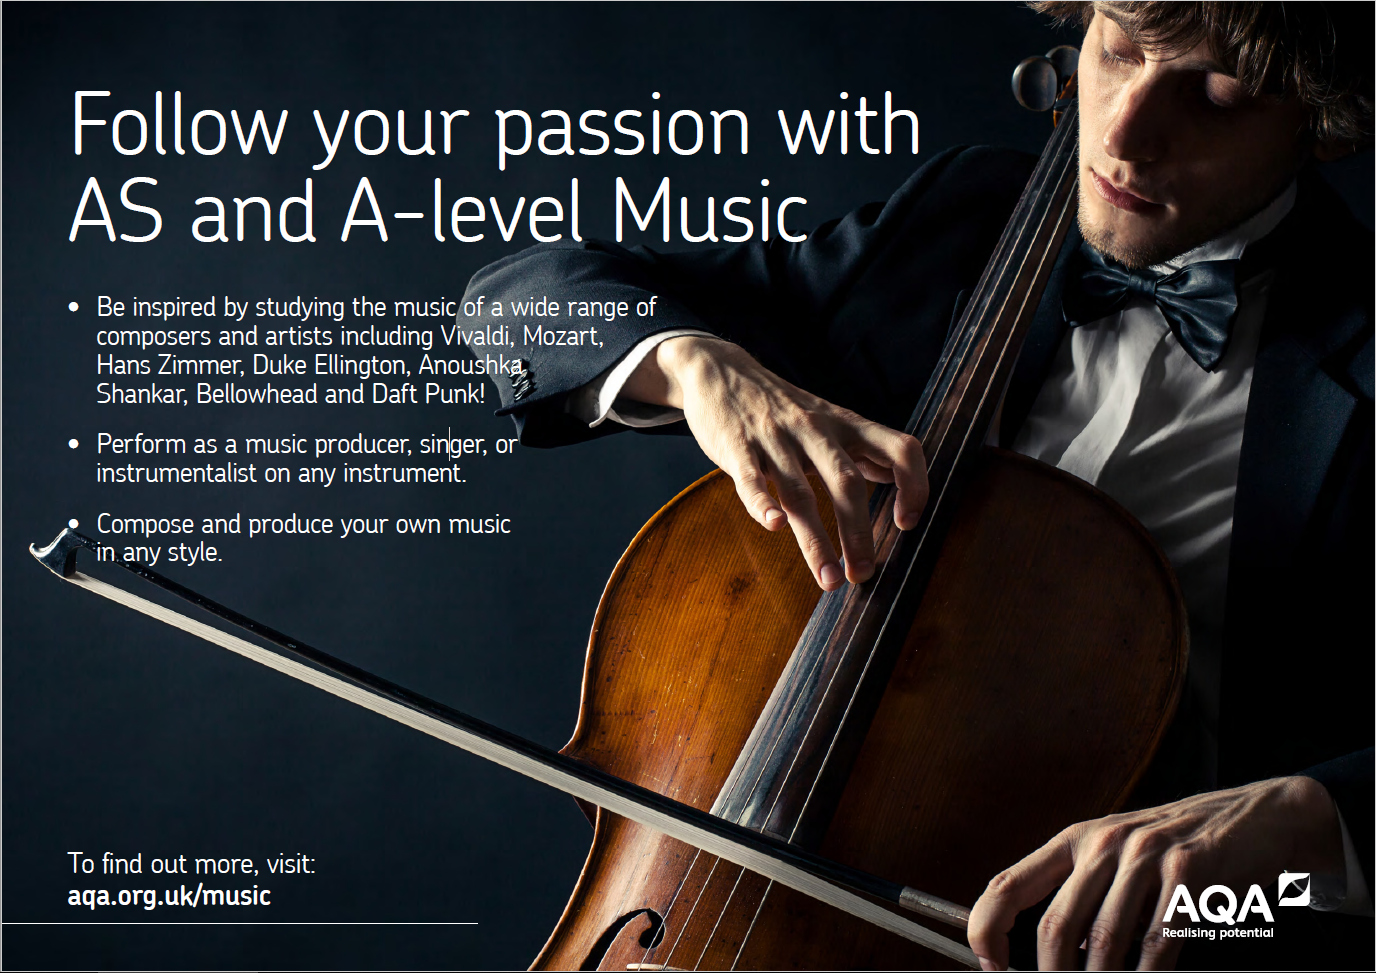 Follow your passion with
AS and A-level Music
• Be inspired by studying the music of a wide range of
composers and artists including Vivaldi, Mozart,
Hans Zimmer, Duke Ellington, Anoushka
Shankar, Bellowhead and Daft Punk!
• Perform as a music producer, singer, or
instrumentalist on any instrument.
• Compose and produce your own music
in any style.
To find out more, visit:
aqa.org.uk/music
AQA
Realising potential